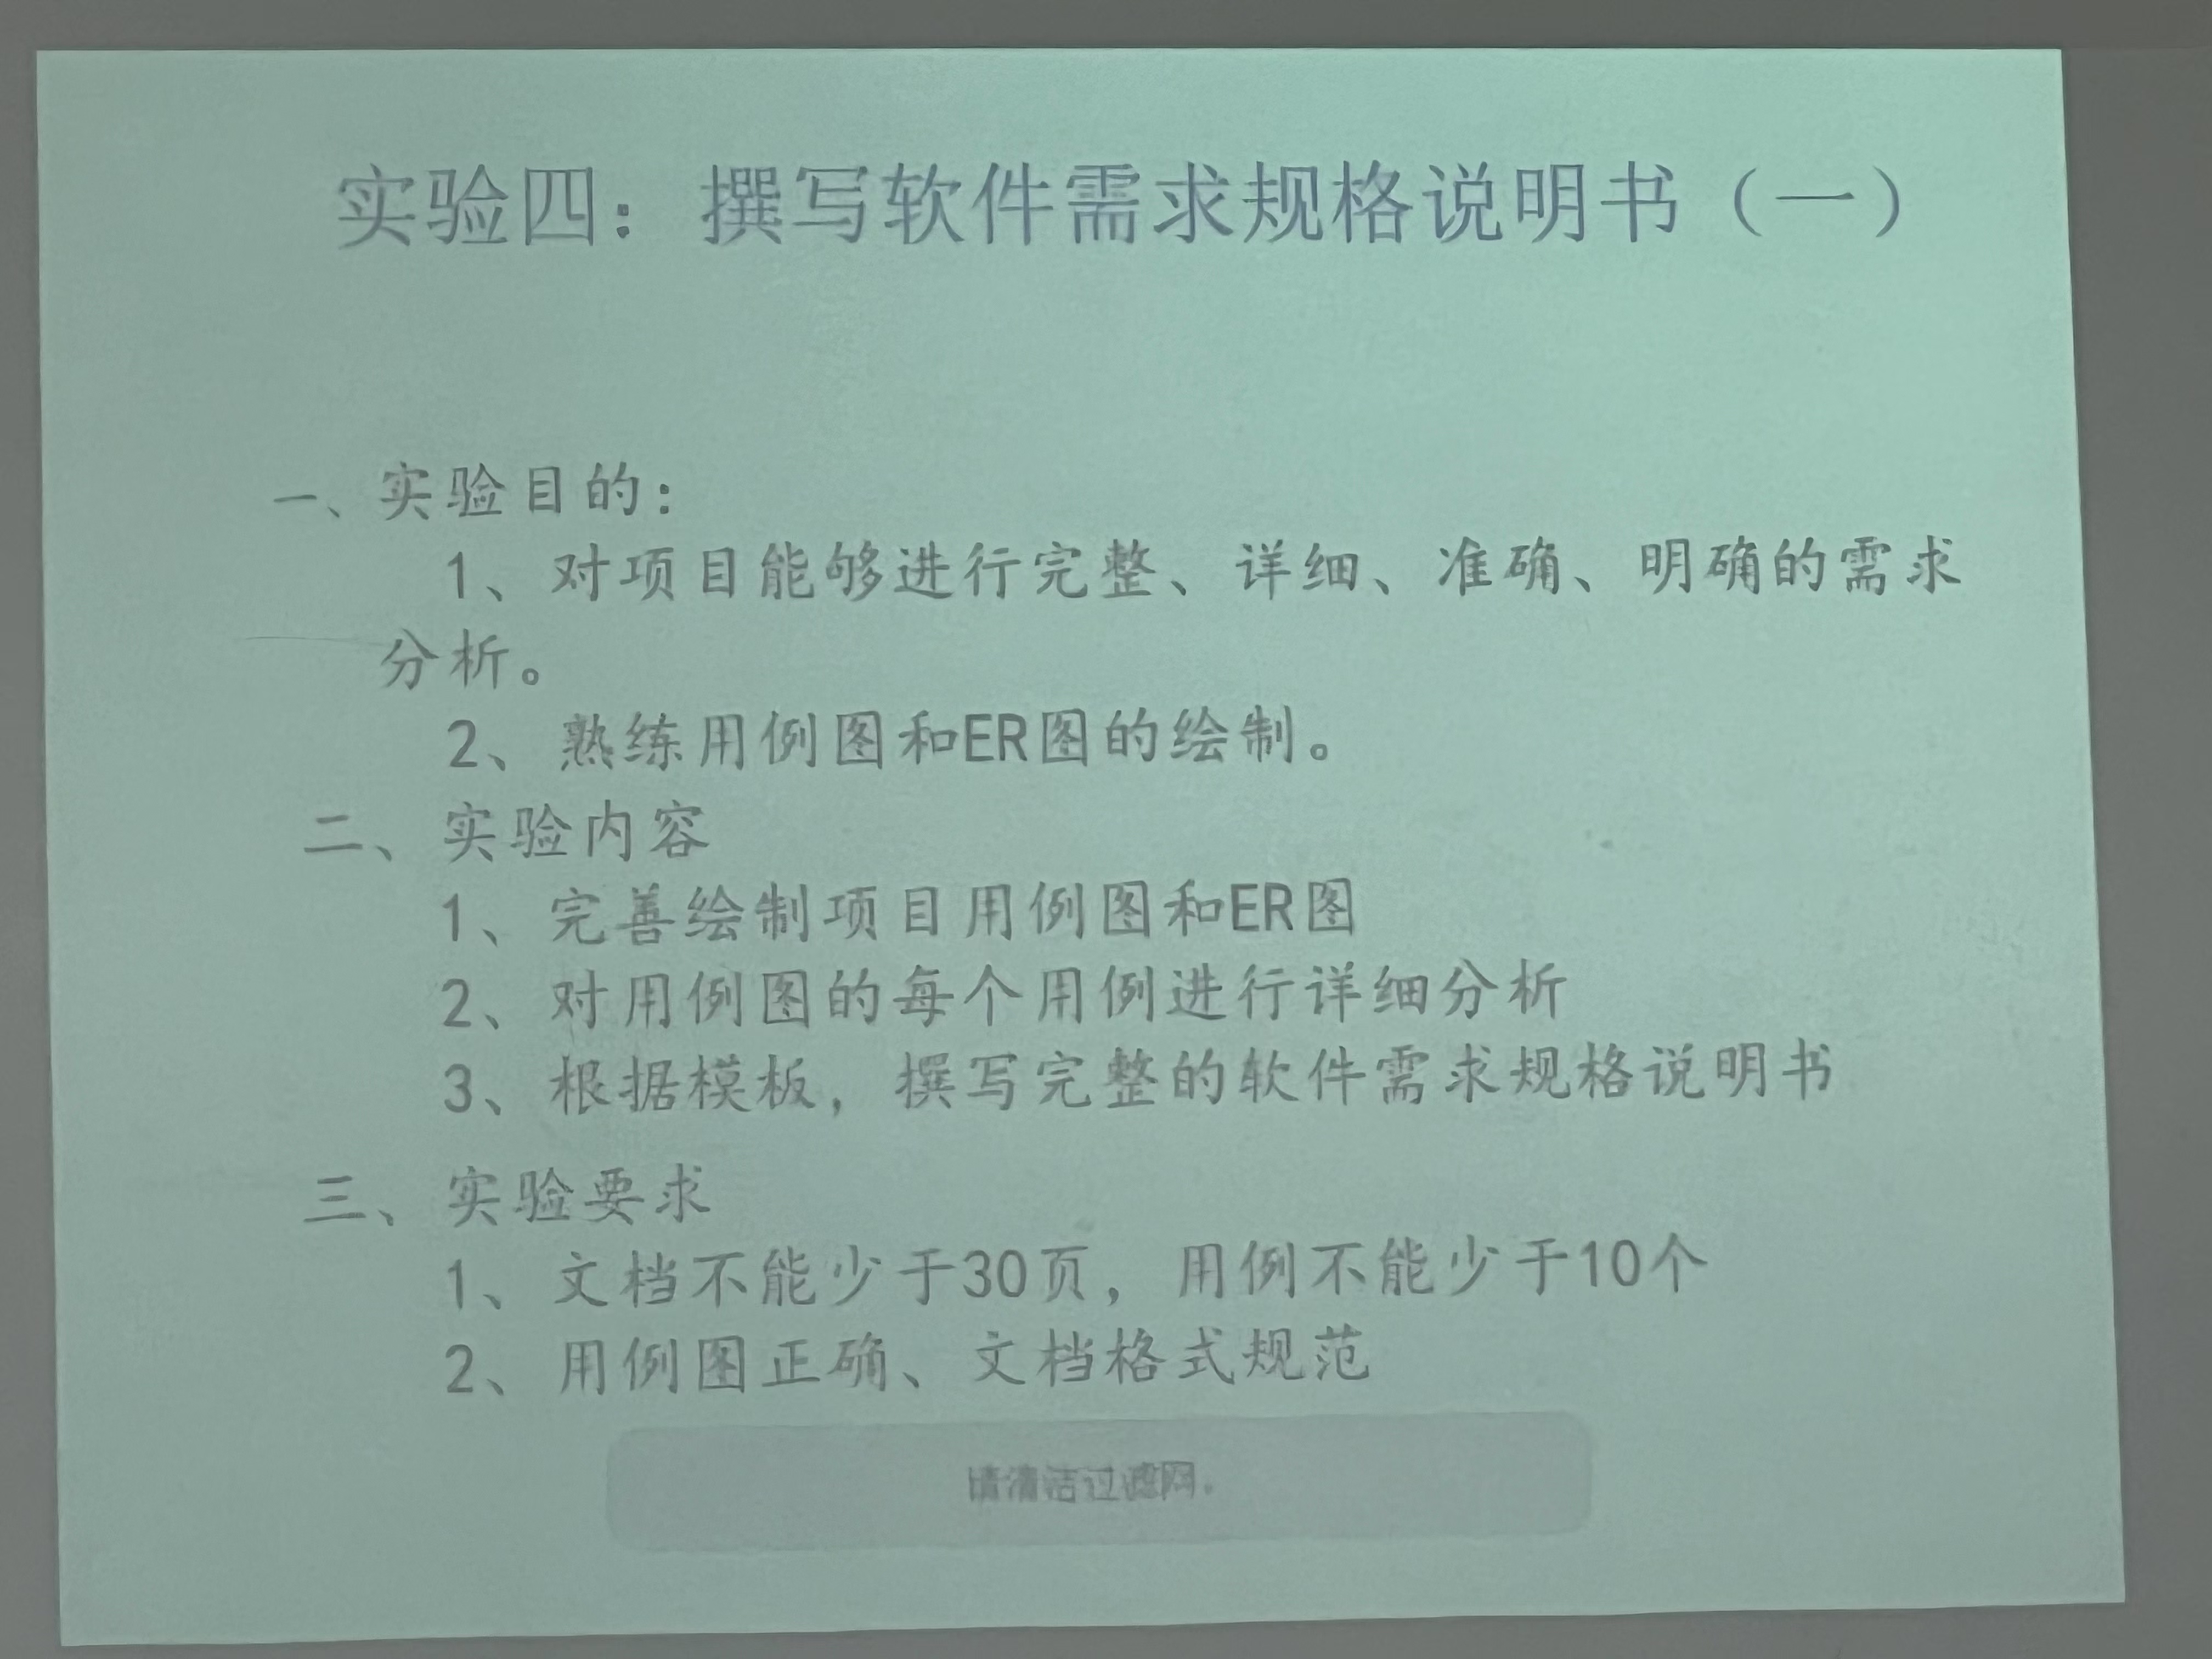 实验四：撰写软件需求规格说明书（一）
一、实验目的：
1、对项目能够进行完整、详细、准确、明确的需求
分析。
2、熟练用例图和ER图的绘制。
二、实验内容
1、完善绘制项目用例图和ER图
2、对用例图的每个用例进行详细分析
3、根据模板，撰写完整的软件需求规格说明书
三、实验要求
1、文档不能少于30页，用例不能少于10个
2、用例图正确、文档格式规范
请清洁过滤网。